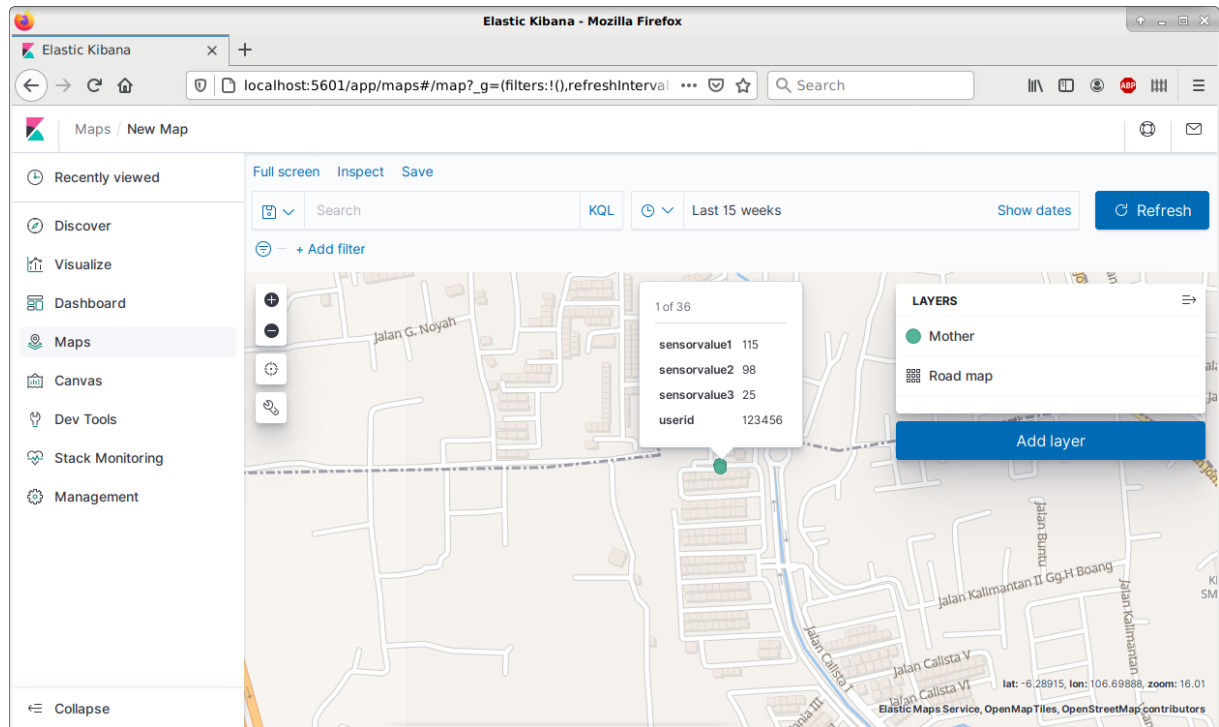 Elastic Kibana - Mozilla Firefox
Elastic Kibana
localhost:5601/app/maps#/map?_g=(filters:!(),refreshInterval:
Search
ABP
Maps / New Map
Recently viewed
Discover
Visualize
Dashboard
Maps
Canvas
Dev Tools
Stack Monitoring
Management
Collapse
Full screen Inspect Save
Search KQL
Last 15 weeks Show dates
Refresh
+ Add filter
1 of 36
sensorvalue1 115
sensorvalue2 98
sensorvalue3 25
userid 123456
LAYERS
Mother
Road map
Add layer
Jalan G. Noyah
Jalan Buntu
Jalan Kalimantan II Gg.H Boang
Jalan Kalimantan
Jalan Calista I
Jalan Calista V
Jalan Calista VI
lat: -6.28915, lon: 106.69888, zoom: 16.01
Elastic Maps Service, OpenMapTiles, OpenStreetMap contributors